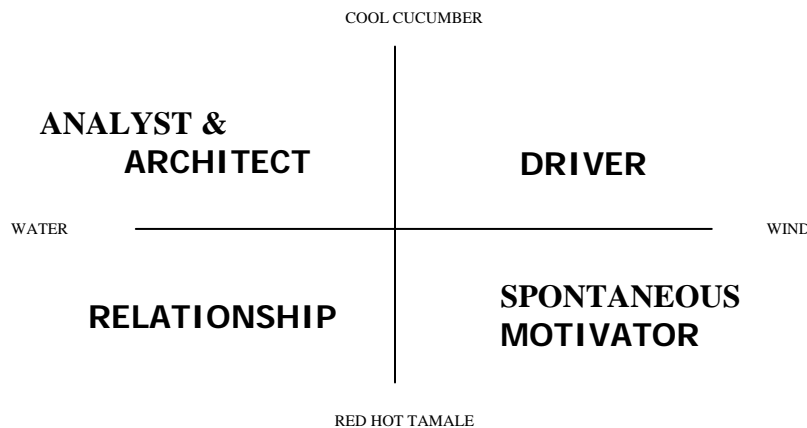 COOL CUCUMBER
ANALYST &
ARCHITECT
DRIVER
WATER
WIND
RELATIONSHIP
SPONTANEOUS
MOTIVATOR
RED HOT TAMALE